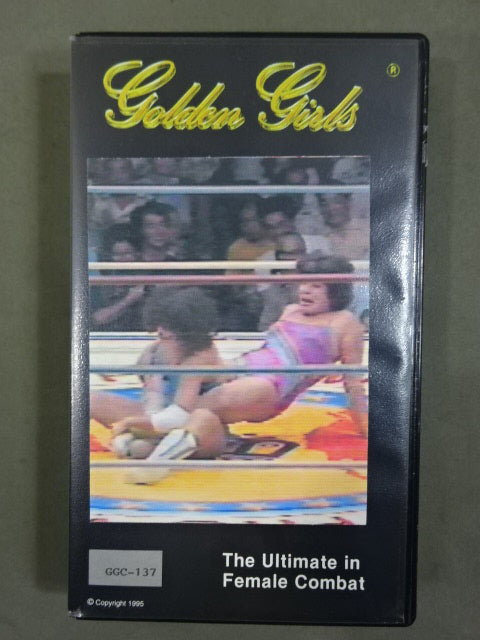 Golden Girls ®
GGC-137
The Ultimate in
Female Combat
© Copyright 1995